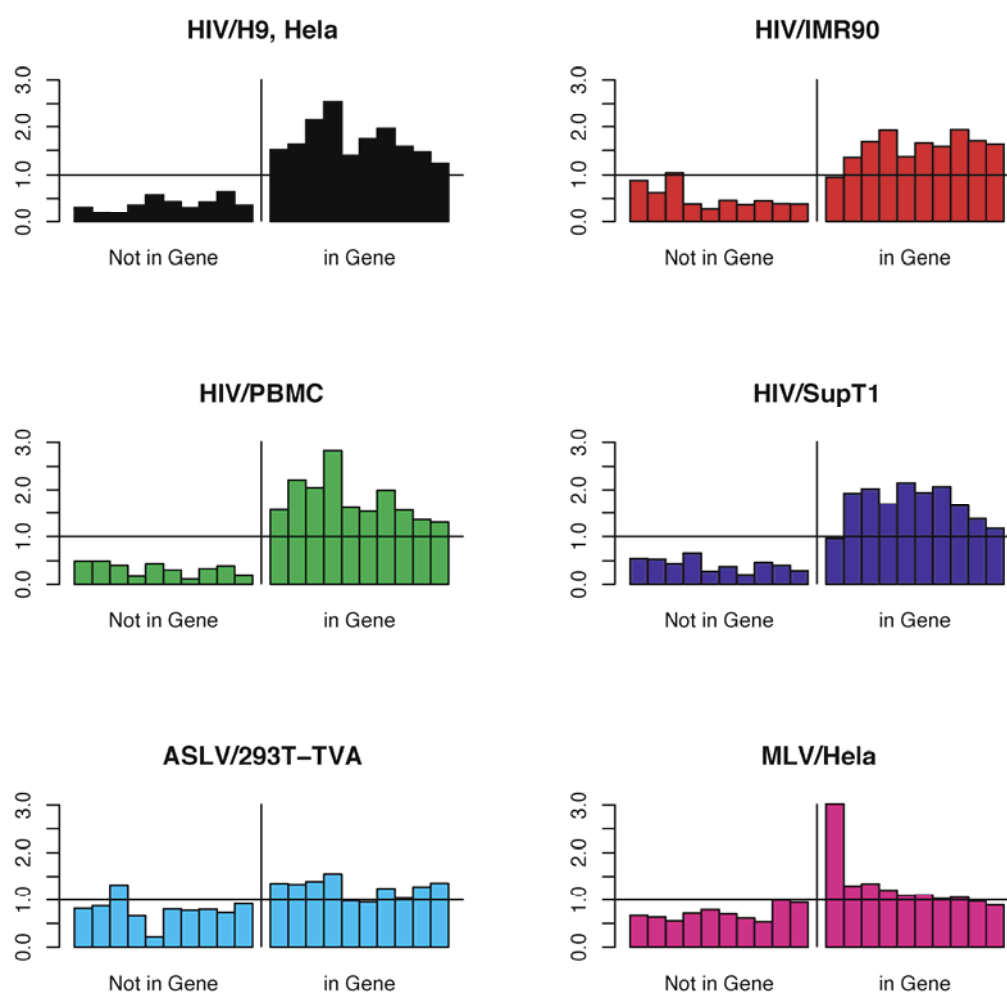 HIV/H9, Hela
3.0
2.0
1.0
0.0
Not in Gene
in Gene
HIV/IMR90
3.0
2.0
1.0
0.0
Not in Gene
in Gene
HIV/PBMC
3.0
2.0
1.0
0.0
Not in Gene
in Gene
HIV/SupT1
3.0
2.0
1.0
0.0
Not in Gene
in Gene
ASLV/293T–TVA
3.0
2.0
1.0
0.0
Not in Gene
in Gene
MLV/Hela
3.0
2.0
1.0
0.0
Not in Gene
in Gene